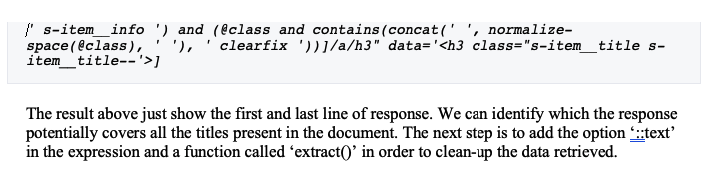 ' s-item__info ') and (@class and contains(concat(' ', normalize-
space(@class), ' '), ' clearfix '))]/a/h3" data='<h3 class="s-item__title s-
item__title--'>]
The result above just show the first and last line of response. We can identify which the response
potentially covers all the titles present in the document. The next step is to add the option ‘::text’
in the expression and a function called ‘extract()’ in order to clean-up the data retrieved.